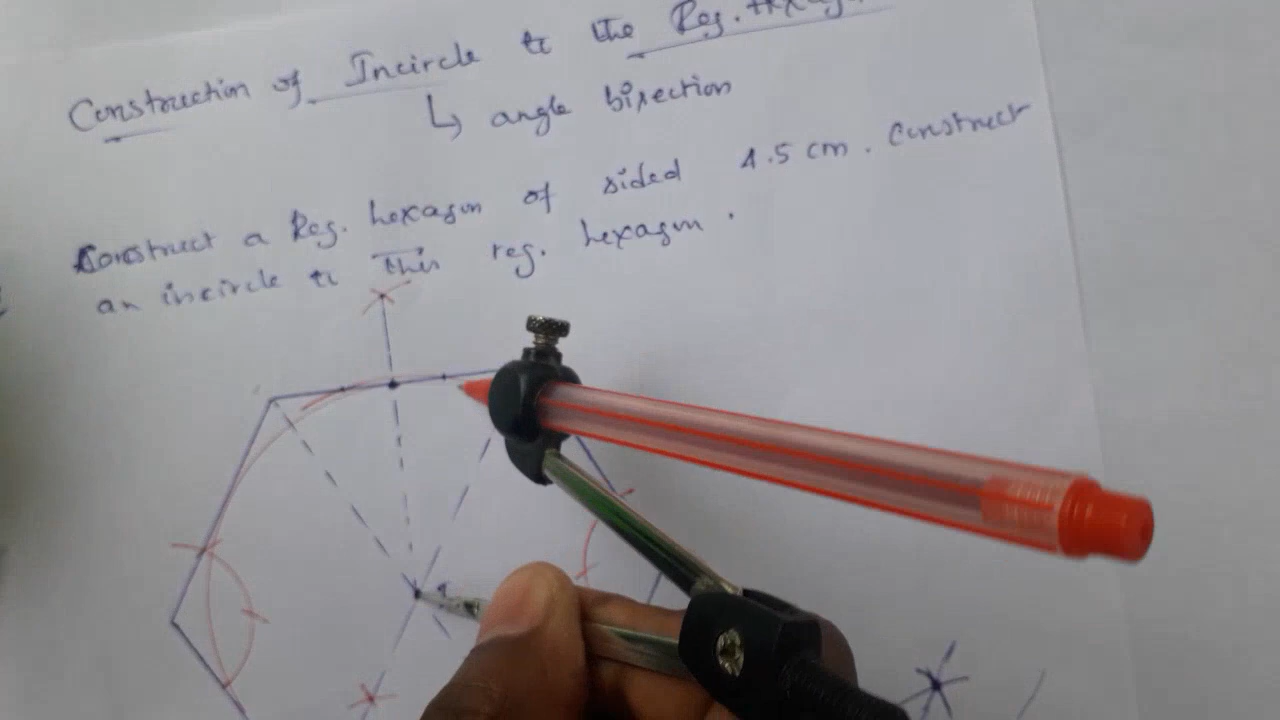 Construction of Incircle to the Reg. Hexagon
↳ angle bisection
Construct a Reg. hexagon of sided 4.5 cm. Construct
an incircle to This reg. hexagon.